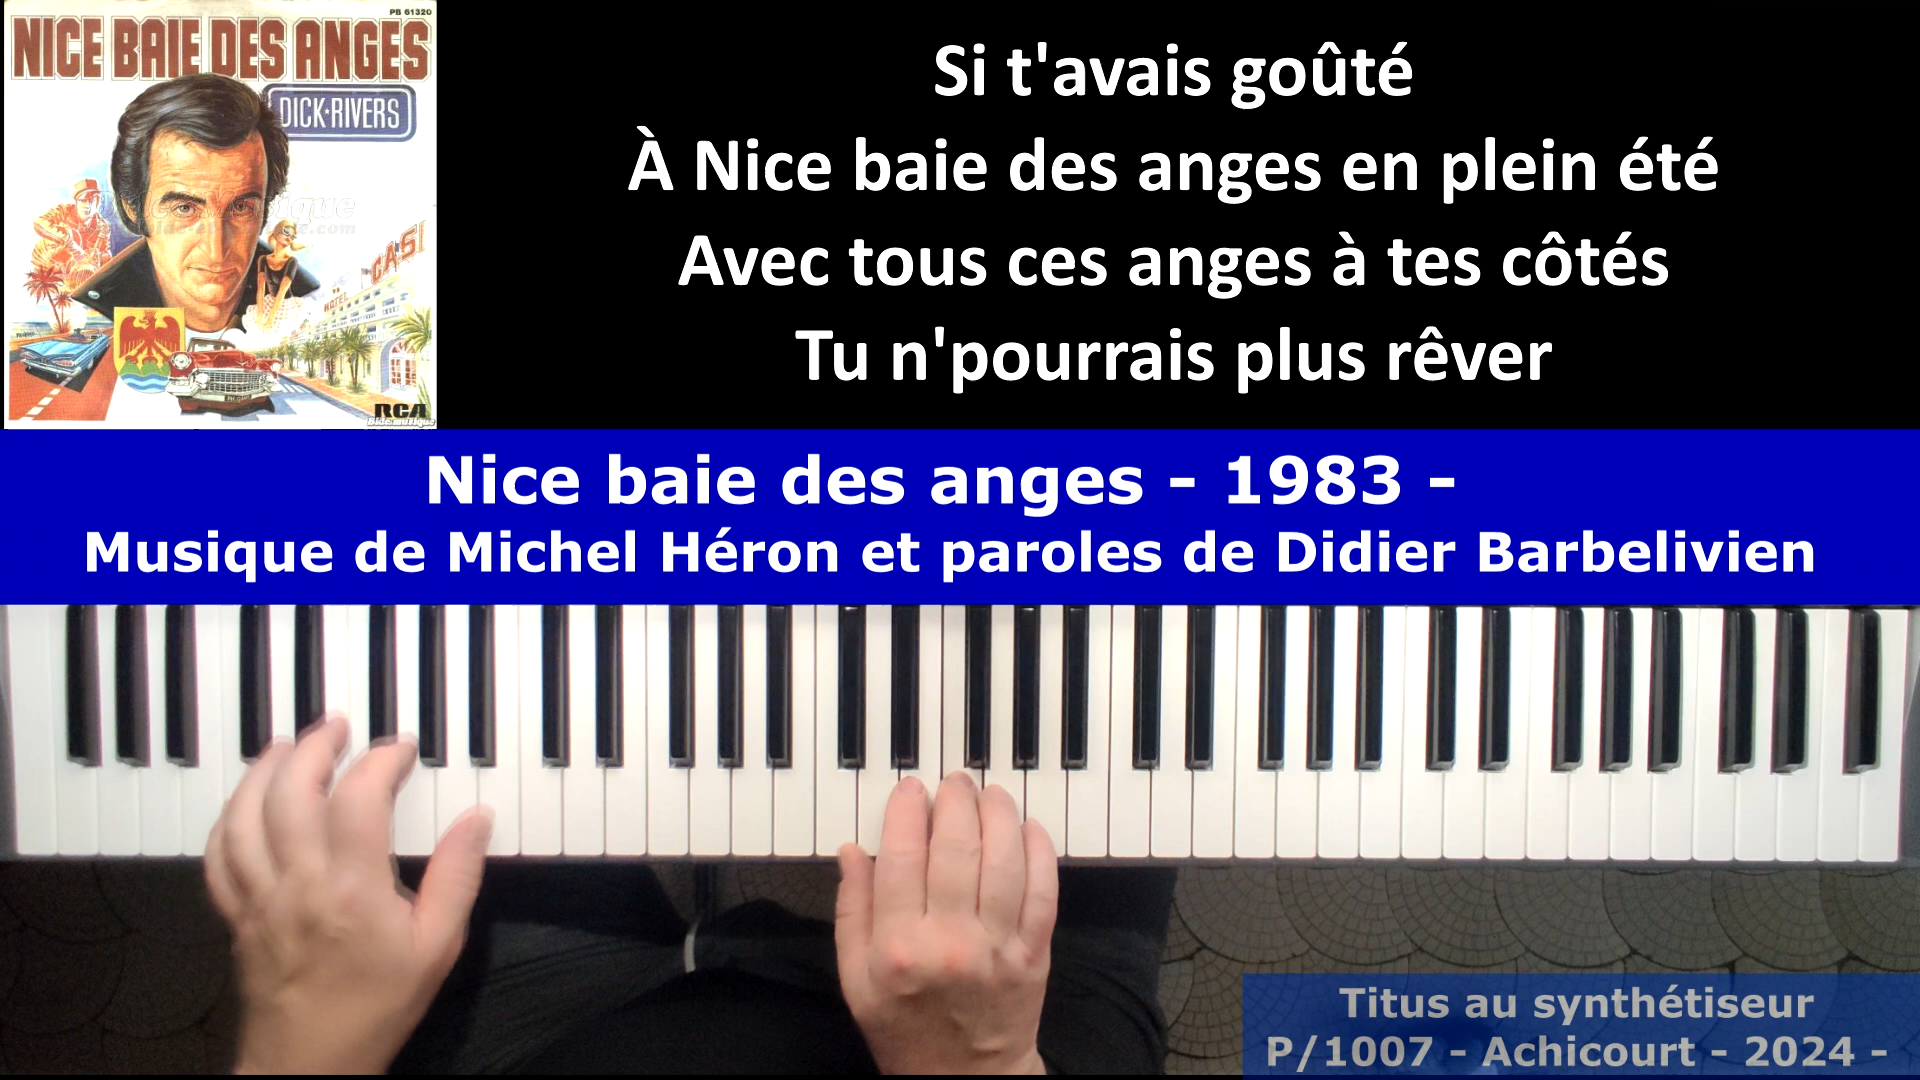 PB 61320
NICE BAIE DES ANGES
DICK★RIVERS
HOTEL
CASI
RCA
Bide&musique
Si t'avais goûté
À Nice baie des anges en plein été
Avec tous ces anges à tes côtés
Tu n'pourrais plus rêver
Nice baie des anges - 1983 -
Musique de Michel Héron et paroles de Didier Barbelivien
Titus au synthétiseur
P/1007 - Achicourt - 2024 -